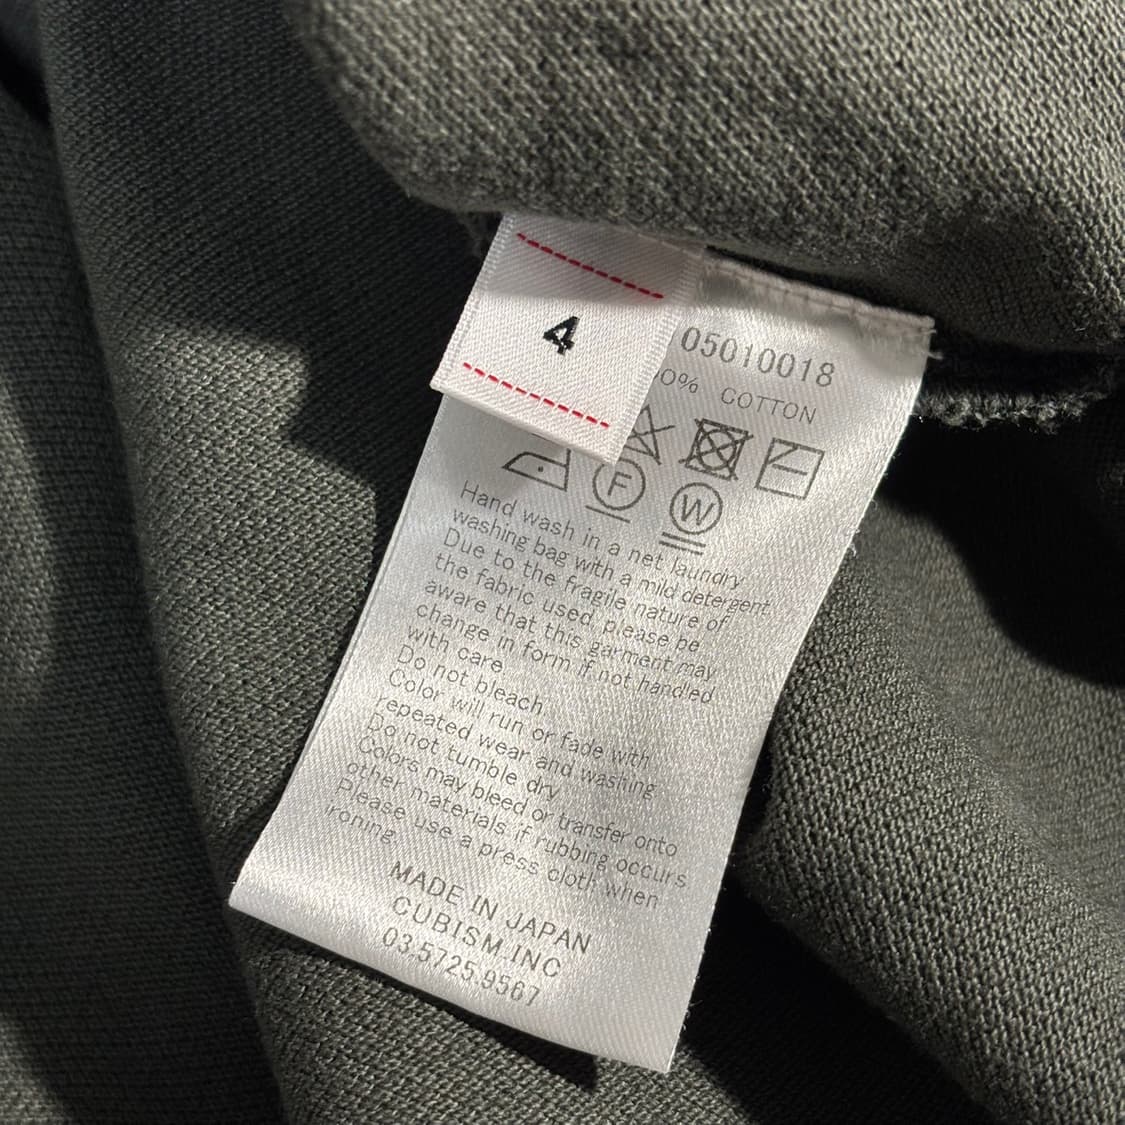 4
05010018
0% COTTON
F
W
Hand wash in a net laundry
washing bag with a mild detergent
Due to the fragile nature of
the fabric used, please be
aware that this garment may
change in form if not handled
with care.
Do not bleach.
Color will run, or fade with
repeated wear and washing.
Do not tumble dry
Colors may bleed or transfer onto
other materials if rubbing occurs
Please use a press cloth when
ironing.
MADE IN JAPAN
CUBISM INC
03.5725.9567